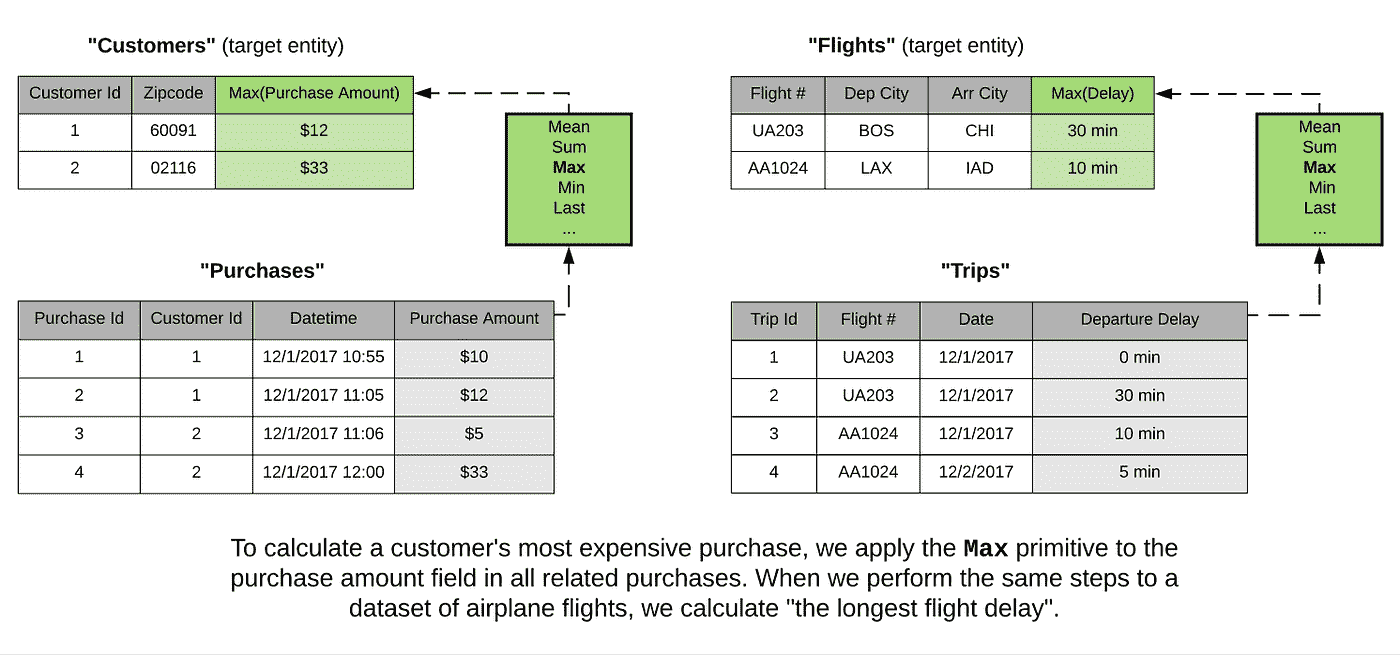 "Customers" (target entity)
Customer Id Zipcode Max(Purchase Amount)
1 60091 $12
2 02116 $33
Mean
Sum
Max
Min
Last
...
"Purchases"
Purchase Id Customer Id Datetime Purchase Amount
1 1 12/1/2017 10:55 $10
2 1 12/1/2017 11:05 $12
3 2 12/1/2017 11:06 $5
4 2 12/1/2017 12:00 $33
"Flights" (target entity)
Flight # Dep City Arr City Max(Delay)
UA203 BOS CHI 30 min
AA1024 LAX IAD 10 min
Mean
Sum
Max
Min
Last
...
"Trips"
Trip Id Flight # Date Departure Delay
1 UA203 12/1/2017 0 min
2 UA203 12/1/2017 30 min
3 AA1024 12/1/2017 10 min
4 AA1024 12/2/2017 5 min
To calculate a customer's most expensive purchase, we apply the Max primitive to the
purchase amount field in all related purchases. When we perform the same steps to a
dataset of airplane flights, we calculate "the longest flight delay".